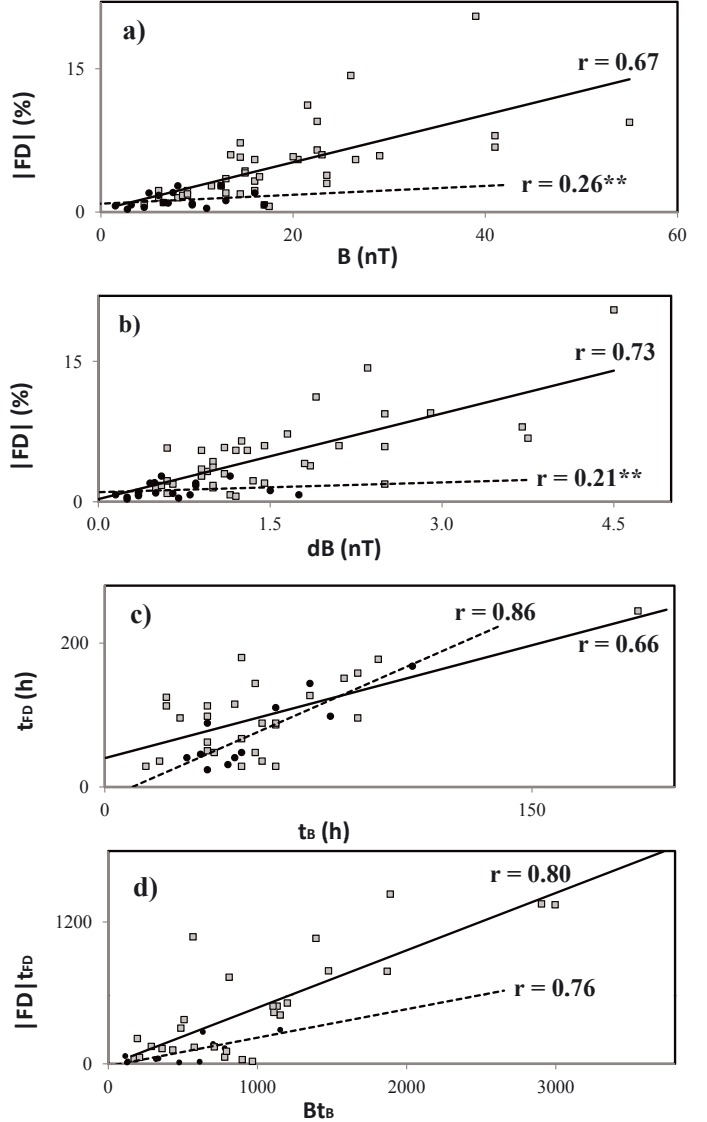 a)
|FD| (%)
15
0
r = 0.67
r = 0.26**
0 20 40 60
B (nT)
b)
|FD| (%)
15
0
r = 0.73
r = 0.21**
0.0 1.5 3.0 4.5
dB (nT)
c)
tFD (h)
200
0
r = 0.86
r = 0.66
0 150
tB (h)
d)
|FD|tFD
1200
0
r = 0.80
r = 0.76
0 1000 2000 3000
BtB